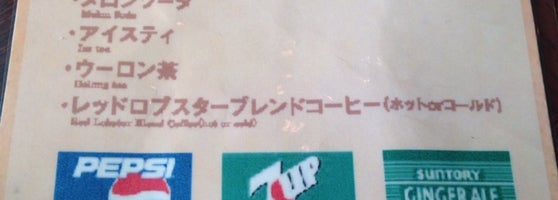 ・メロンソーダ
Melon Soda
・アイスティ
Ice tea
・ウーロン茶
Oolong tea
・レッドロブスターブレンドコーヒー(ホットorコールド)
Red Lobster Blend Coffee(hot or cold)
PEPSI
7UP
SUNTORY
GINGER ALE